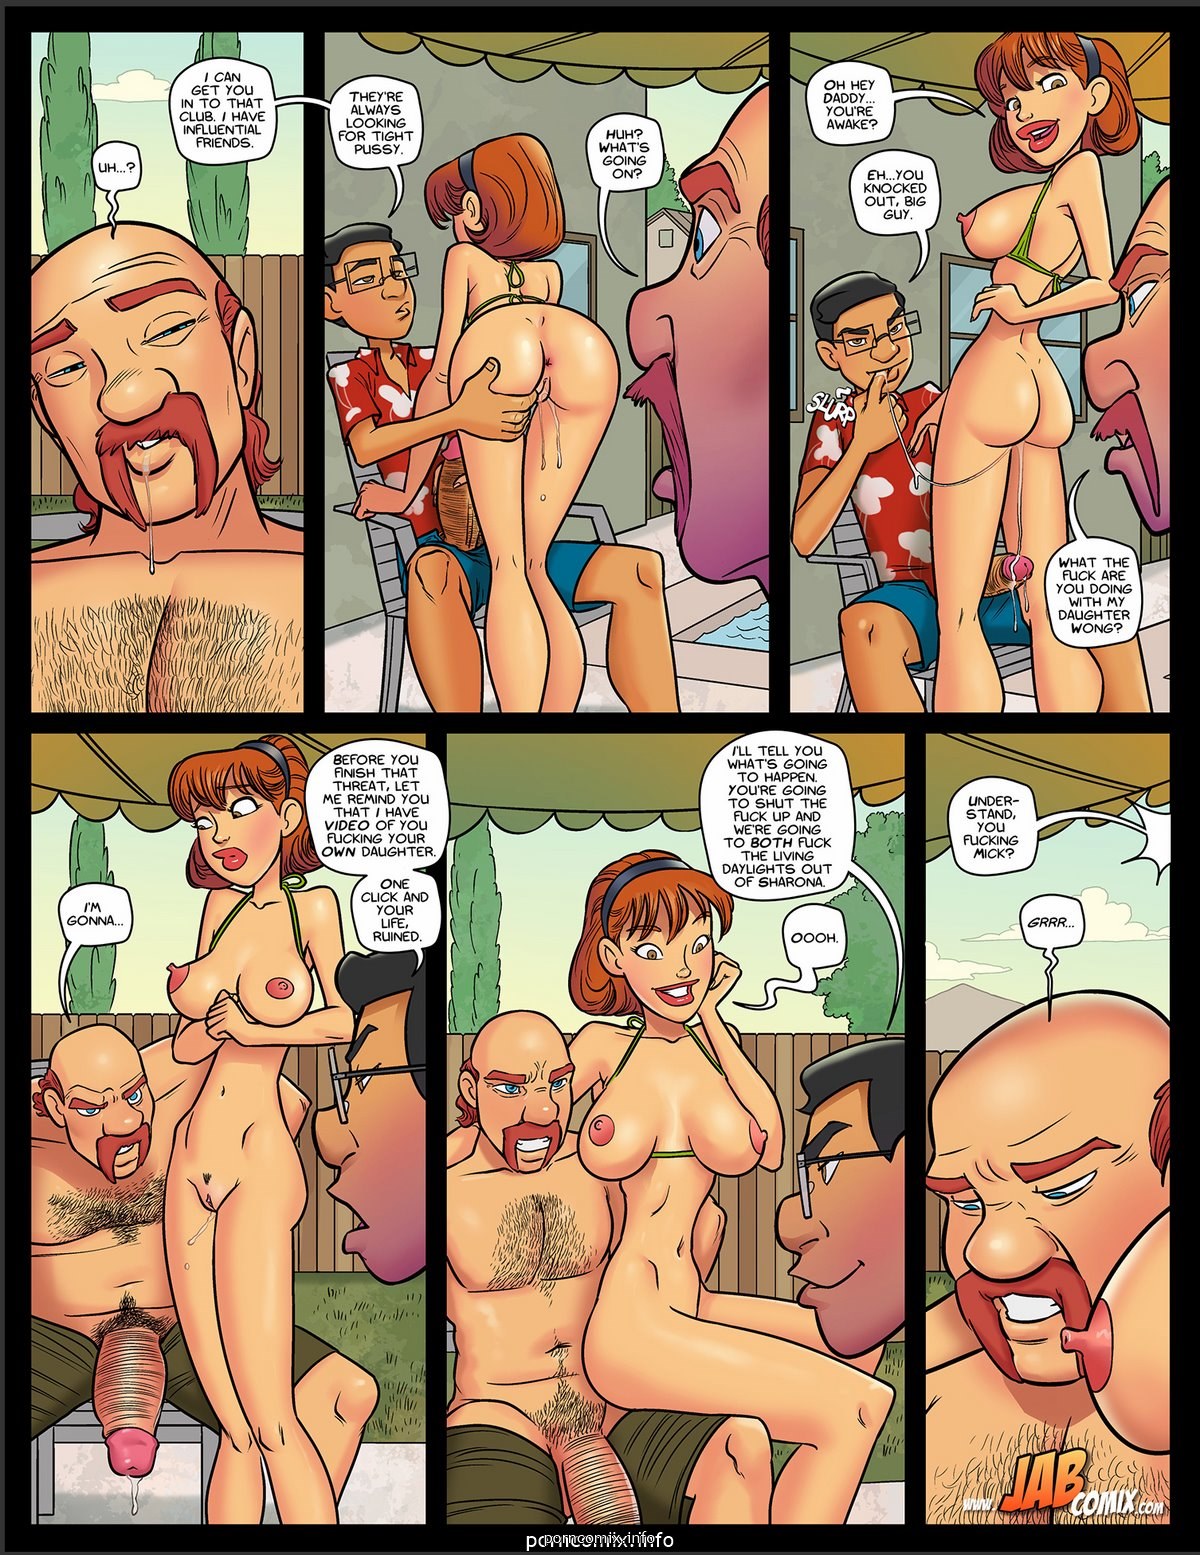 UH...?
I CAN
GET YOU
IN TO THAT
CLUB. I HAVE
INFLUENTIAL
FRIENDS.
THEY'RE
ALWAYS
LOOKING
FOR TIGHT
PUSSY.
HUH?
WHAT'S
GOING
ON?
OH HEY
DADDY...
YOU'RE
AWAKE?
EH...YOU
KNOCKED
OUT, BIG
GUY.
SLURP
WHAT THE
FUCK ARE
YOU DOING
WITH MY
DAUGHTER
WONG?
I'M
GONNA...
BEFORE YOU
FINISH THAT
THREAT, LET
ME REMIND YOU
THAT I HAVE
VIDEO OF YOU
FUCKING YOUR
OWN DAUGHTER.
ONE
CLICK AND
YOUR
LIFE,
RUINED.
I'LL TELL YOU
WHAT'S GOING
TO HAPPEN.
YOU'RE GOING
TO SHUT THE
FUCK UP AND
WE'RE GOING
TO BOTH FUCK
THE LIVING
DAYLIGHTS OUT
OF SHARONA.
OOOH.
UNDER-
STAND,
YOU
FUCKING
MICK?
GRRR...
www.JABCOMIX.com
porncomix.info
porncomix.info